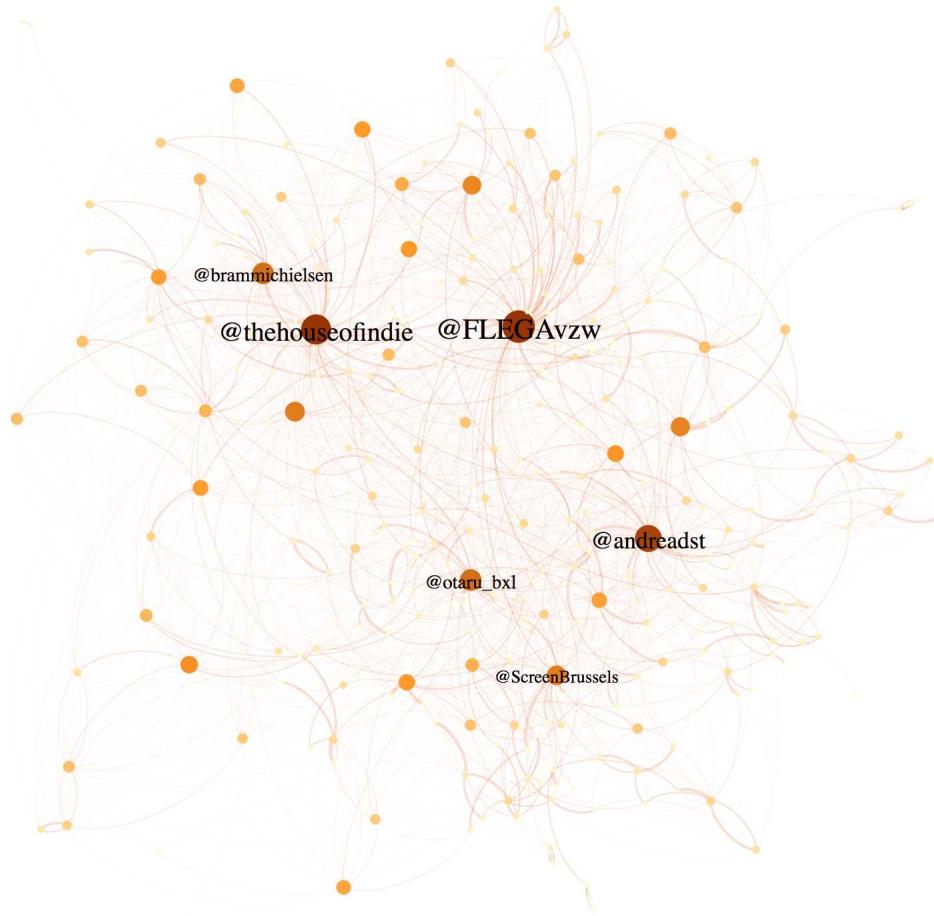 @brammichielsen
@thehouseofindie
@FLEGAvzw
@andreadst
@otaru_bxl
@ScreenBrussels